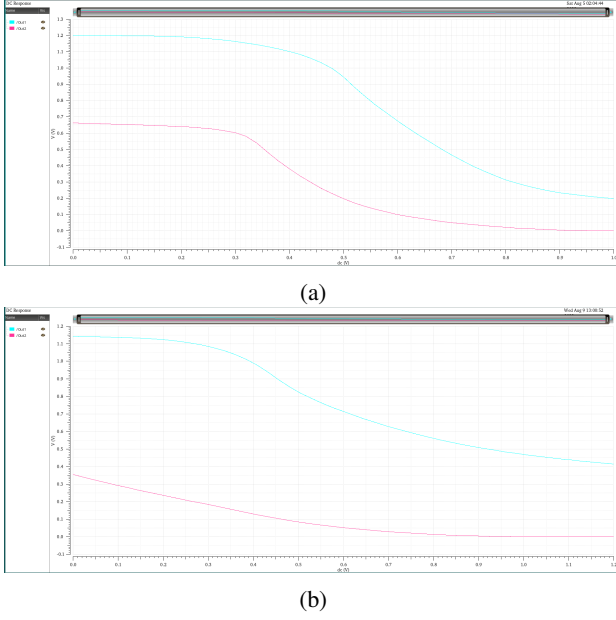 DC Response
Sat Aug 5 02:04:44
Name
Vis
/Out1
/Out2
V (V)
1.3
1.2
1.1
1.0
0.9
0.8
0.7
0.6
0.5
0.4
0.3
0.2
0.1
0.0
-0.1
0.0 0.1 0.2 0.3 0.4 0.5 0.6 0.7 0.8 0.9 1.0
dc (V)
(a)
DC Response
Wed Aug 9 13:00:52
Name
Vis
/Out1
/Out2
V (V)
1.2
1.1
1.0
0.9
0.8
0.7
0.6
0.5
0.4
0.3
0.2
0.1
0.0
-0.1
0.0 0.1 0.2 0.3 0.4 0.5 0.6 0.7 0.8 0.9 1.0 1.1 1.2
dc (V)
(b)